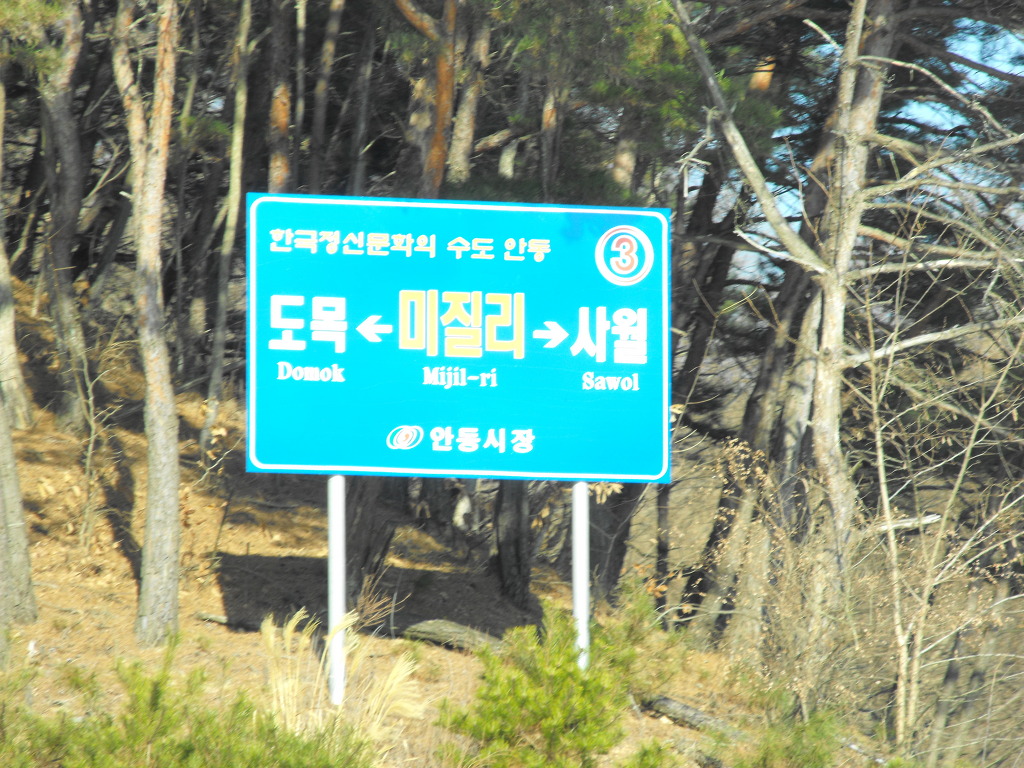 한국정신문화의 수도 안동 3
도목 ← 미질리 → 사월
Domok Mijil-ri Sawol
안동시장